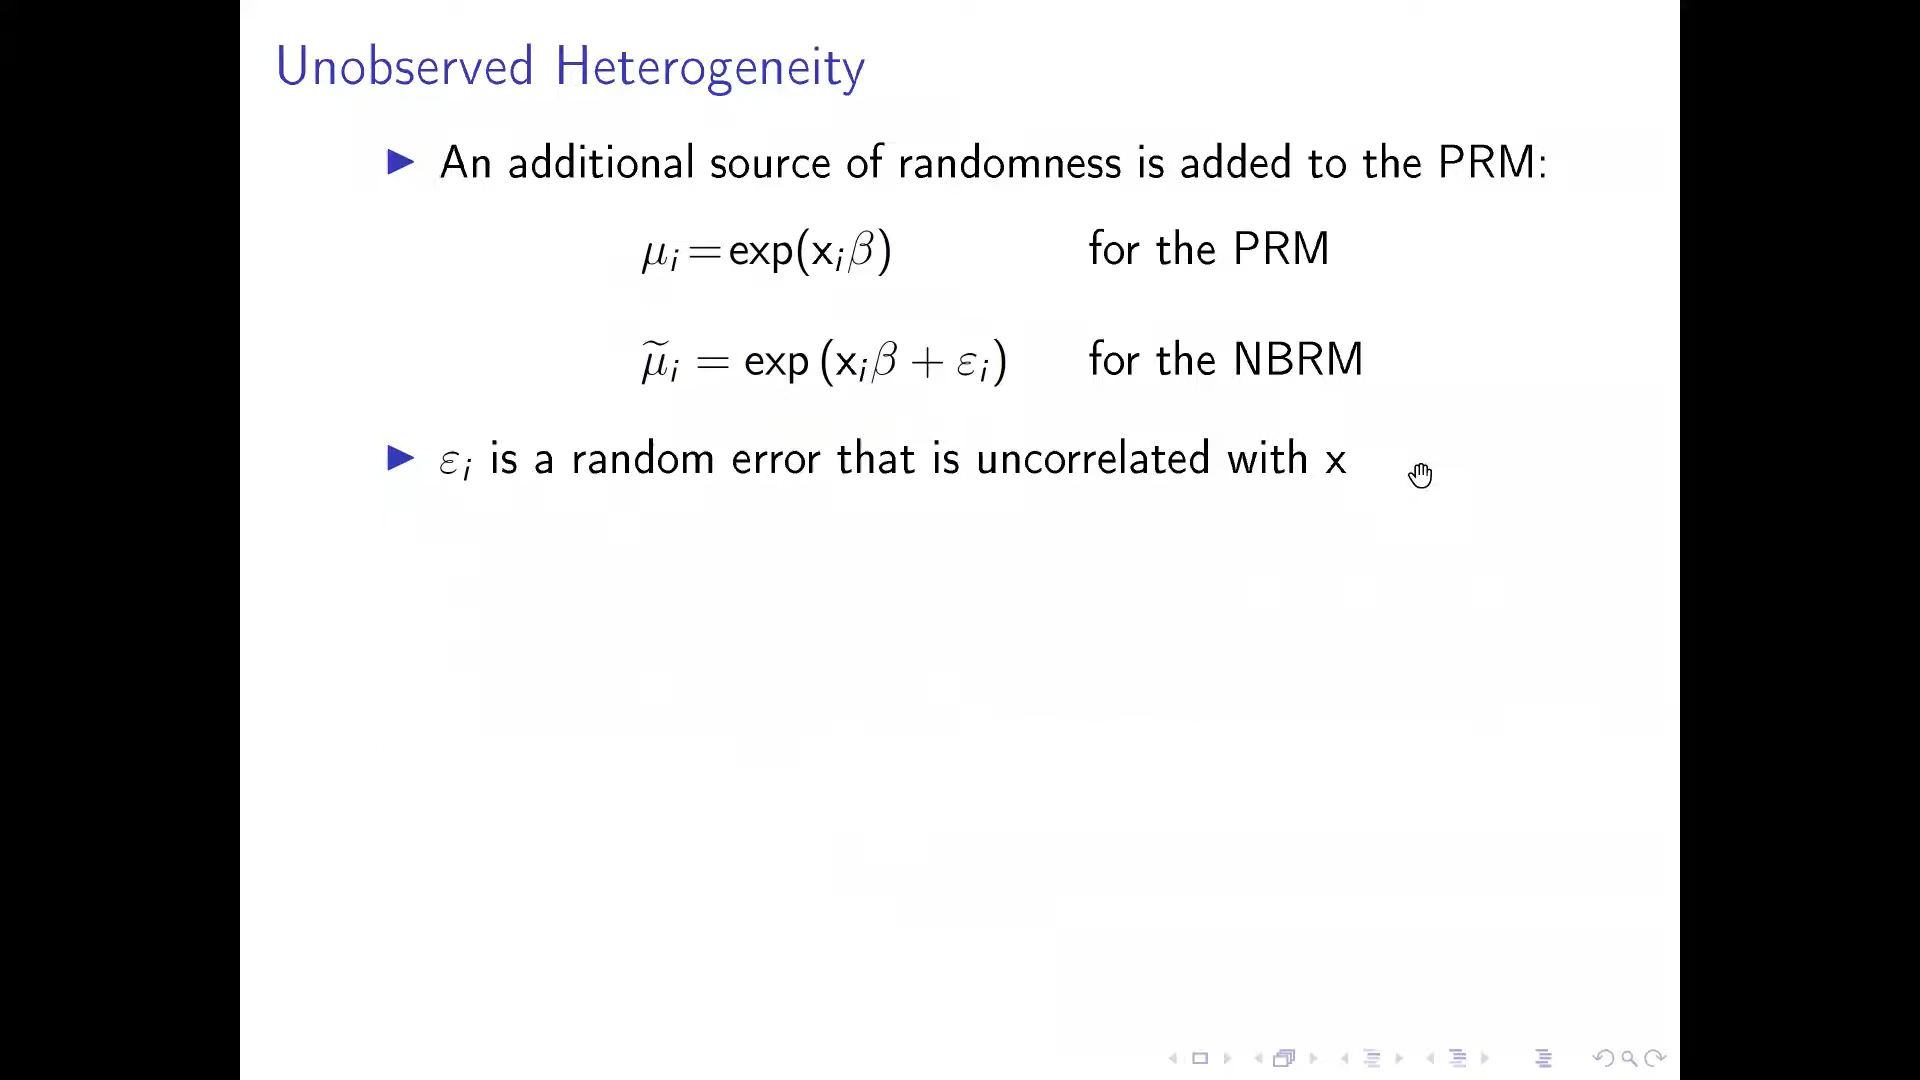 Unobserved Heterogeneity
▶ An additional source of randomness is added to the PRM:
μᵢ = exp(xᵢβ) for the PRM
μ̃ᵢ = exp (xᵢβ + εᵢ) for the NBRM
▶ εᵢ is a random error that is uncorrelated with x